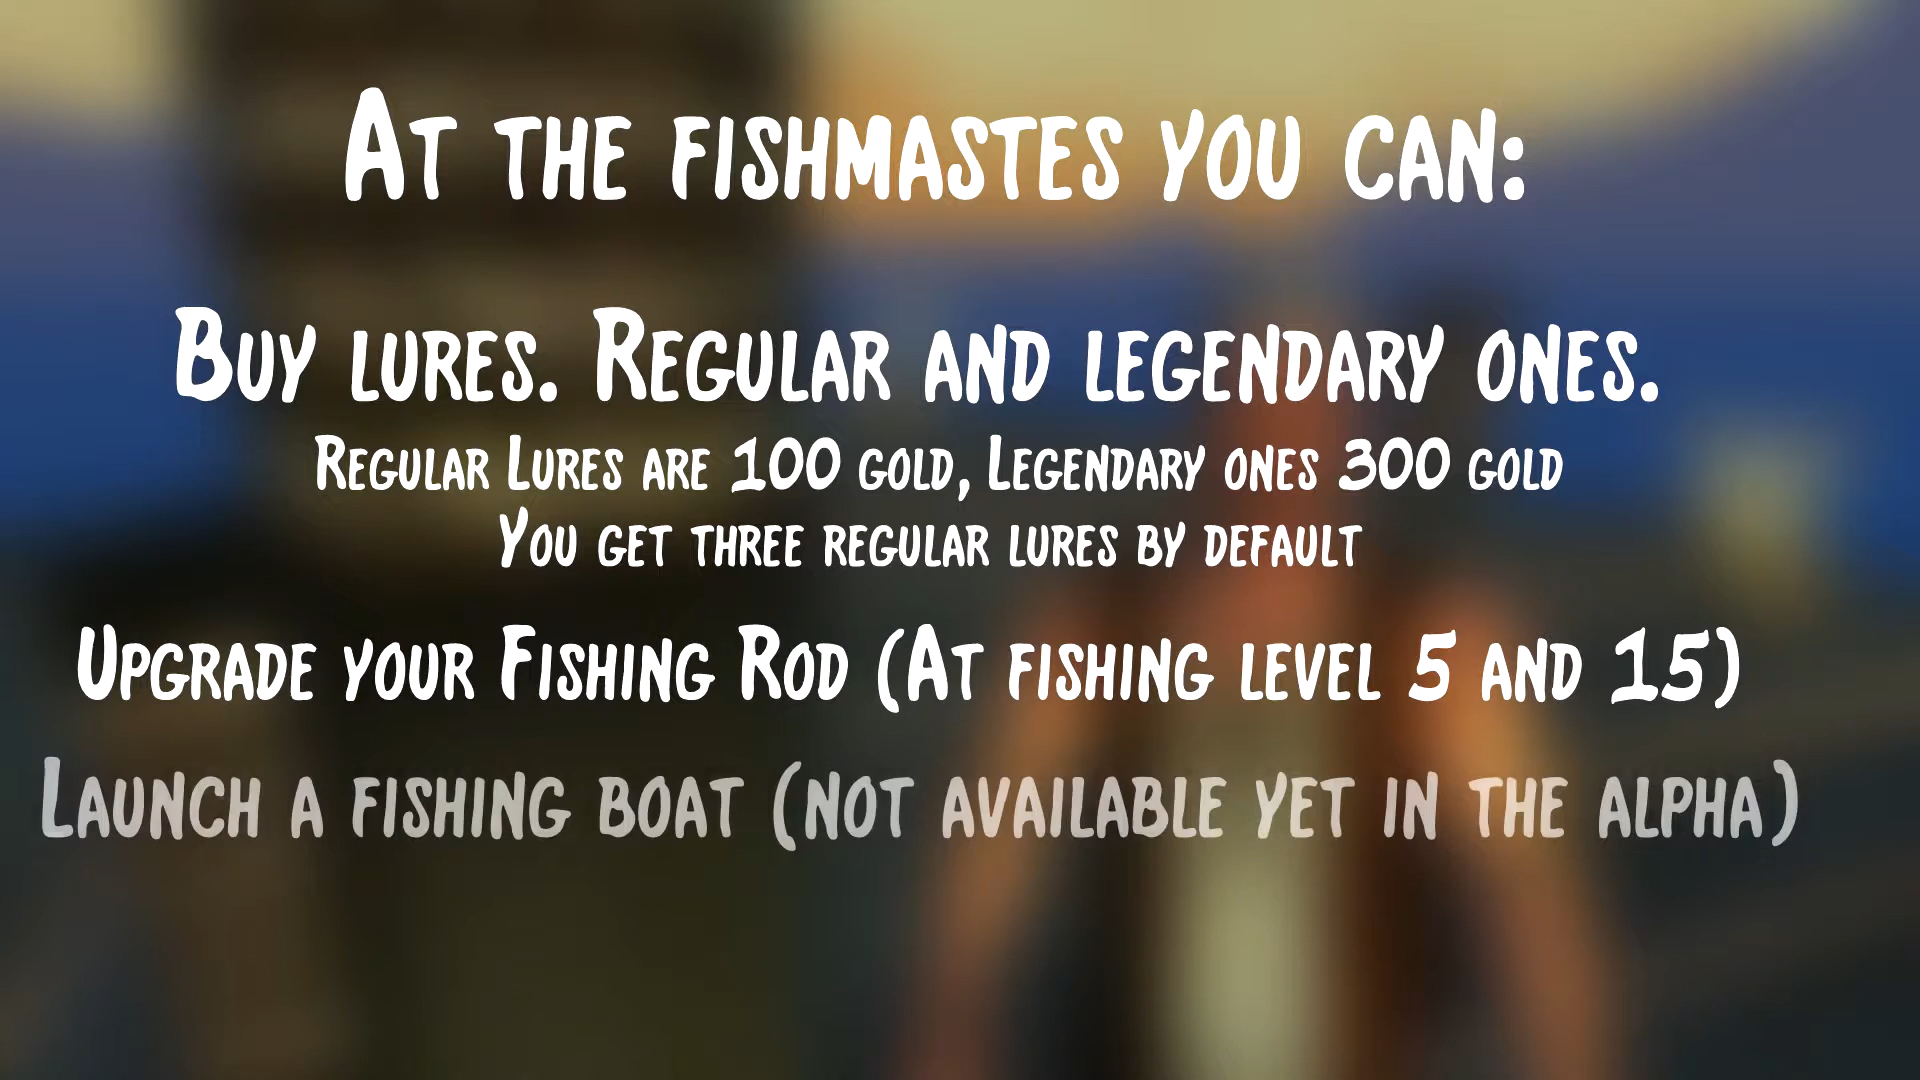 At the fishmastes you can:
Buy lures. Regular and legendary ones.
Regular Lures are 100 gold, Legendary ones 300 gold
You get three regular lures by default
Upgrade your Fishing Rod (At fishing level 5 and 15)
Launch a fishing boat (not available yet in the alpha)